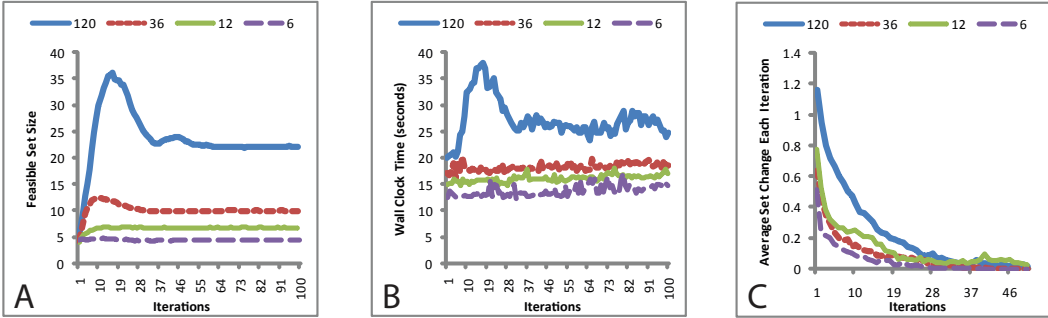 120 36 12 6
Feasible Set Size
40
35
30
25
20
15
10
5
0
1 10 19 28 37 46 55 64 73 82 91 100
Iterations
A
120 36 12 6
Wall Clock Time (seconds)
40
35
30
25
20
15
10
5
0
1 10 19 28 37 46 55 64 73 82 91 100
Iterations
B
120 36 12 6
Average Set Change Each Iteration
1.4
1.2
1
0.8
0.6
0.4
0.2
0
1 10 19 28 37 46
Iterations
C